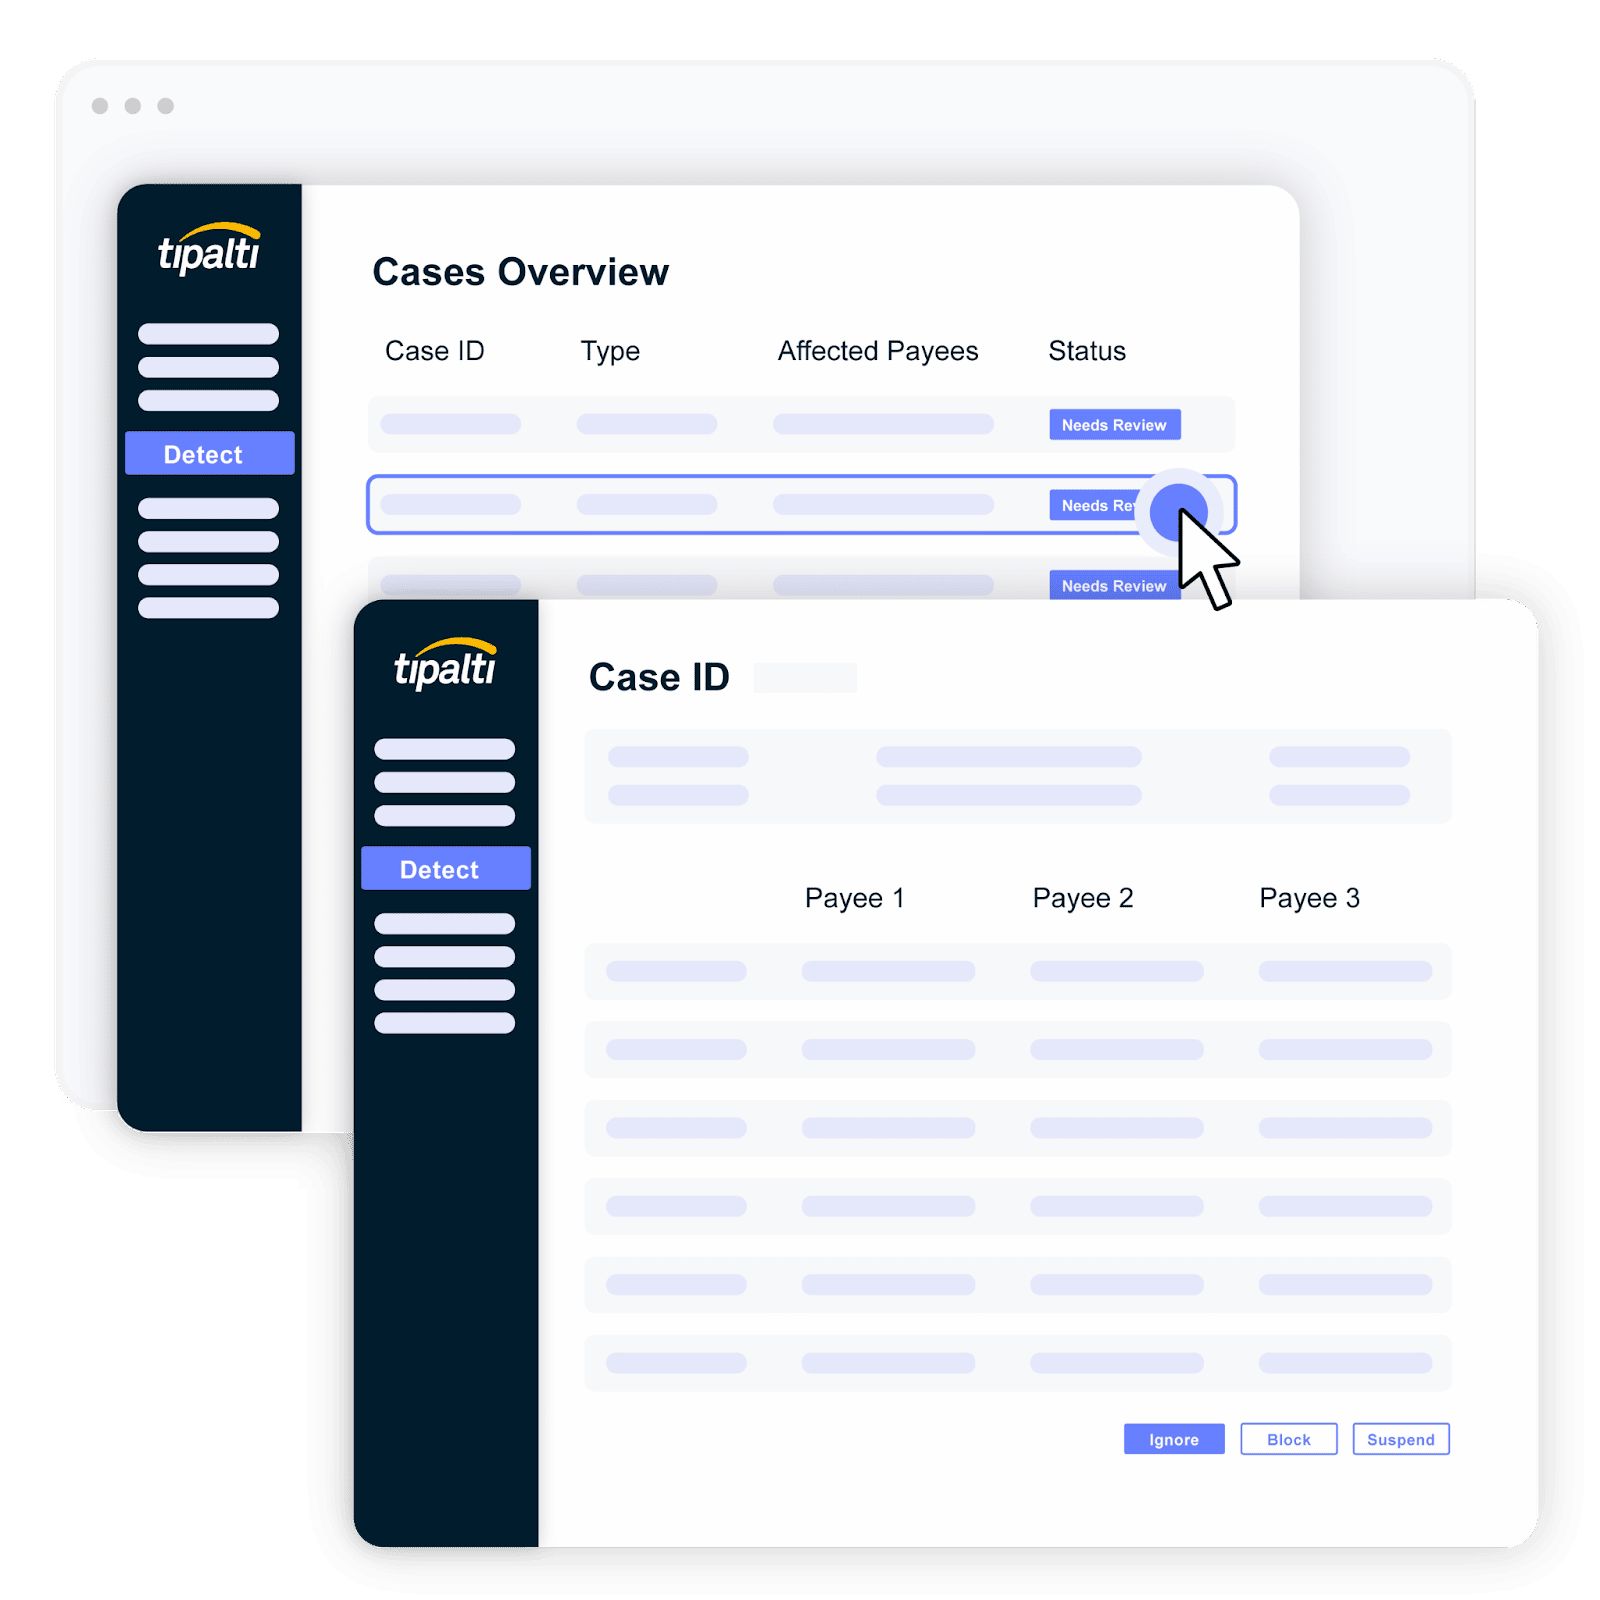 tipalti
Cases Overview
Case ID Type Affected Payees Status
Needs Review
Detect
Needs Re
Needs Review
tipalti
Case ID
Detect
Payee 1 Payee 2 Payee 3
Ignore Block Suspend